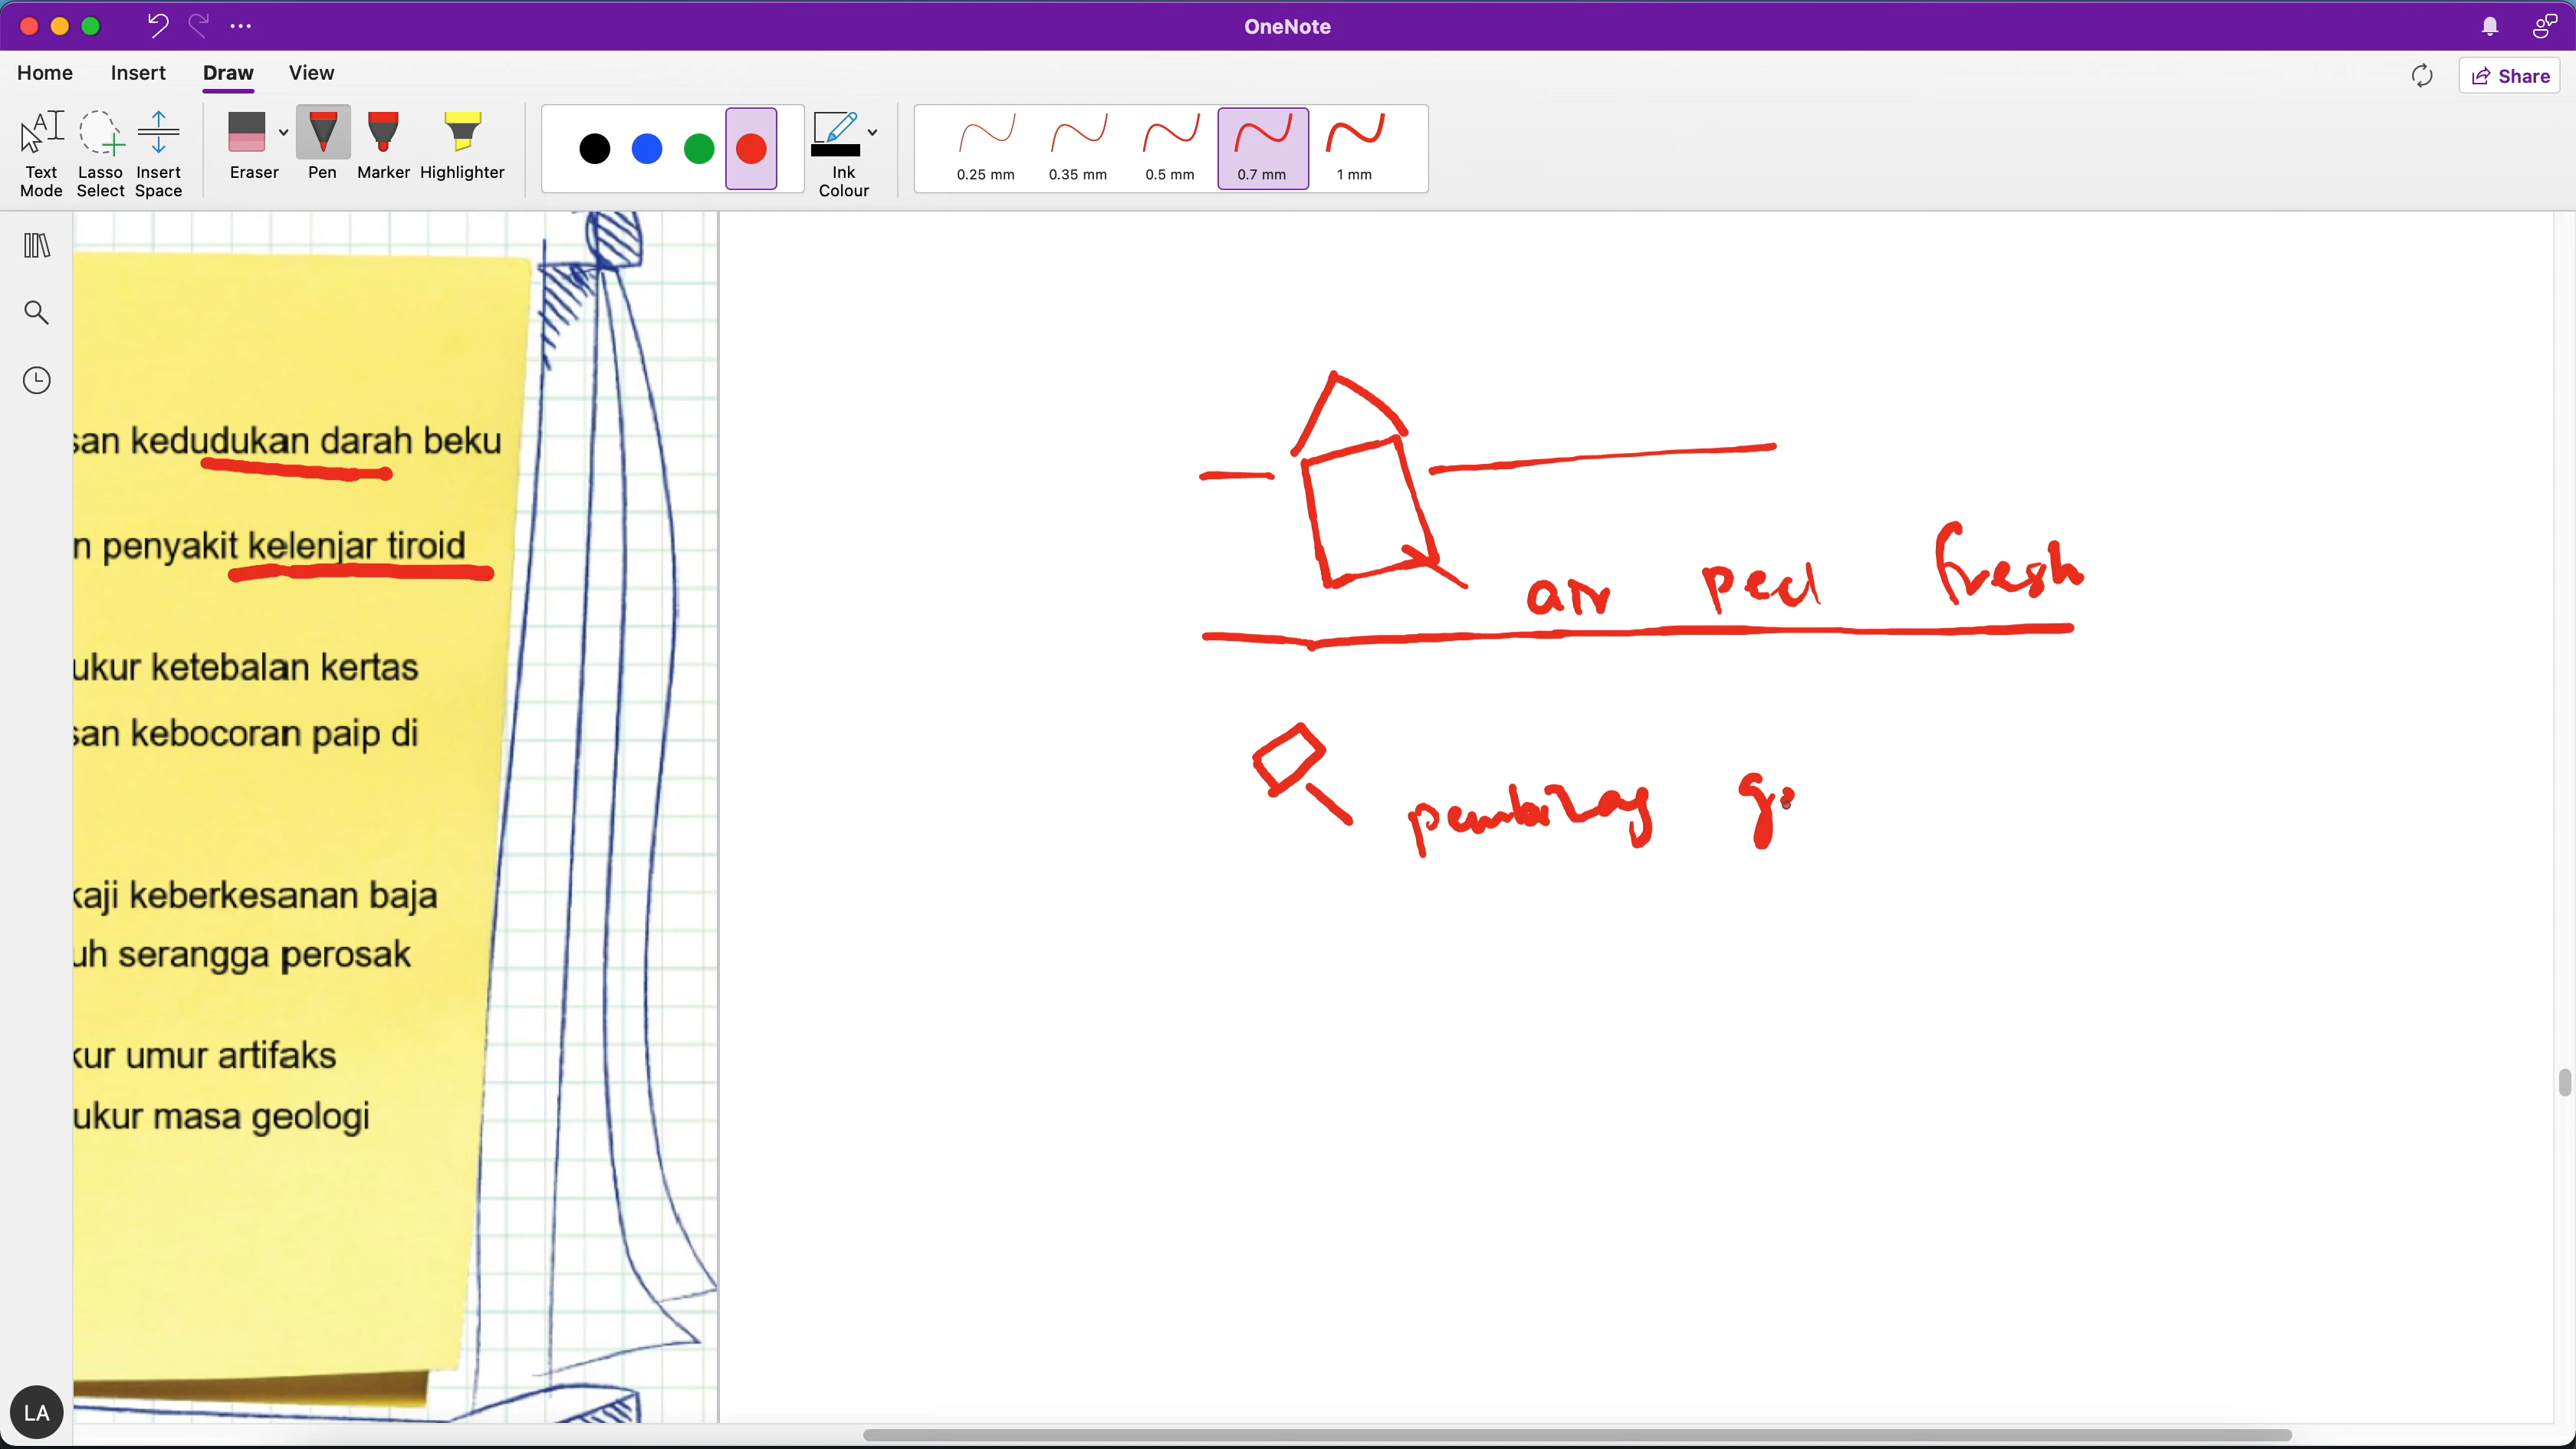 OneNote
Home Insert Draw View
Share
Text Mode
Lasso Select
Insert Space
Eraser
Pen
Marker
Highlighter
Ink Colour
0.25 mm
0.35 mm
0.5 mm
0.7 mm
1 mm
san kedudukan darah beku
n penyakit kelenjar tiroid
ukur ketebalan kertas
san kebocoran paip di
kaji keberkesanan baja
uh serangga perosak
kur umur artifaks
ukur masa geologi
air fresh
g
LA